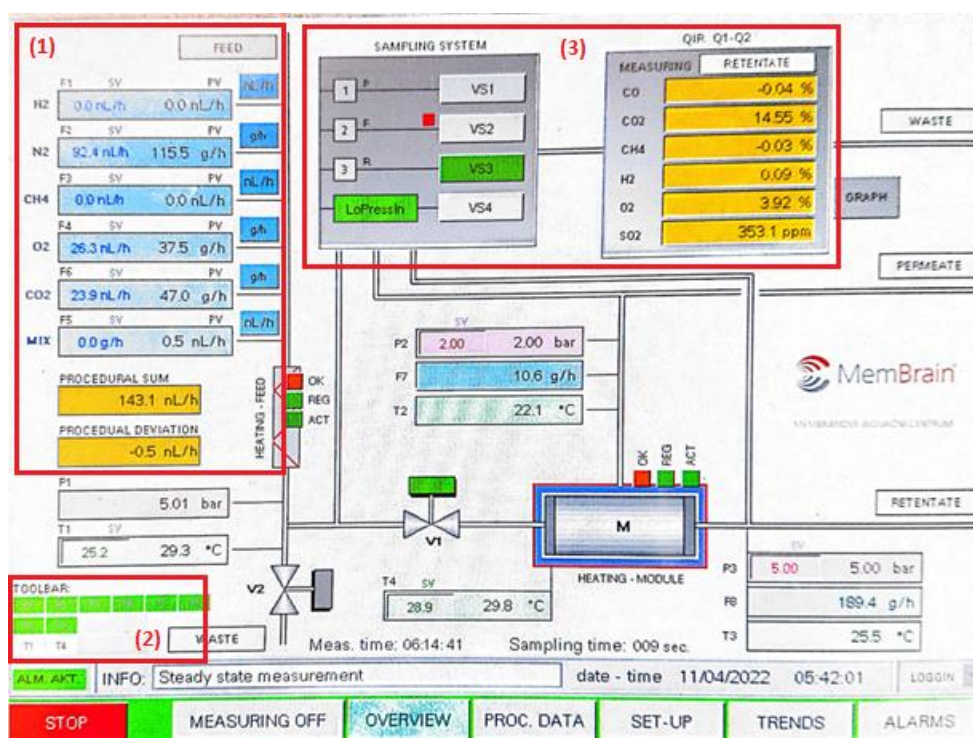 (1)
FEED
F1 SV PV nL/h
H2 0.0 nL/h 0.0 nL/h
F2 SV PV g/h
N2 92.4 nL/h 115.5 g/h
F3 SV PV nL/h
CH4 0.0 nL/h 0.0 nL/h
F4 SV PV g/h
O2 26.3 nL/h 37.5 g/h
F6 SV PV g/h
CO2 23.9 nL/h 47.0 g/h
F5 SV PV nL/h
MIX 0.0 g/h 0.5 nL/h
PROCEDURAL SUM
143.1 nL/h
PROCEDUAL DEVIATION
-0.5 nL/h
HEATING - FEED
OK
REG
ACT
P1
5.01 bar
T1 SV
25.2 29.3 °C
TOOLBAR:
T1 T4
(2)
WASTE
V2
SAMPLING SYSTEM
1 P VS1
2 F VS2
3 R VS3
LoPressIn VS4
(3)
QIR Q1-Q2
MEASURING RETENTATE
CO -0.04 %
CO2 14.55 %
CH4 -0.03 %
H2 0.09 %
O2 3.92 %
SO2 353.1 ppm
WASTE
GRAPH
PERMEATE
SV
P2 2.00 2.00 bar
F7 10.6 g/h
T2 22.1 °C
MemBrain
V1
OK REG ACT
M
HEATING - MODULE
RETENTATE
T4 SV
28.9 29.8 °C
SV
P3 5.00 5.00 bar
F8 189.4 g/h
T3 25.5 °C
Meas. time: 06:14:41 Sampling time: 009 sec.
ALM. AKT. INFO: Steady state measurement date - time 11/04/2022 05:42:01 LOGGIN
STOP MEASURING OFF OVERVIEW PROC. DATA SET-UP TRENDS ALARMS